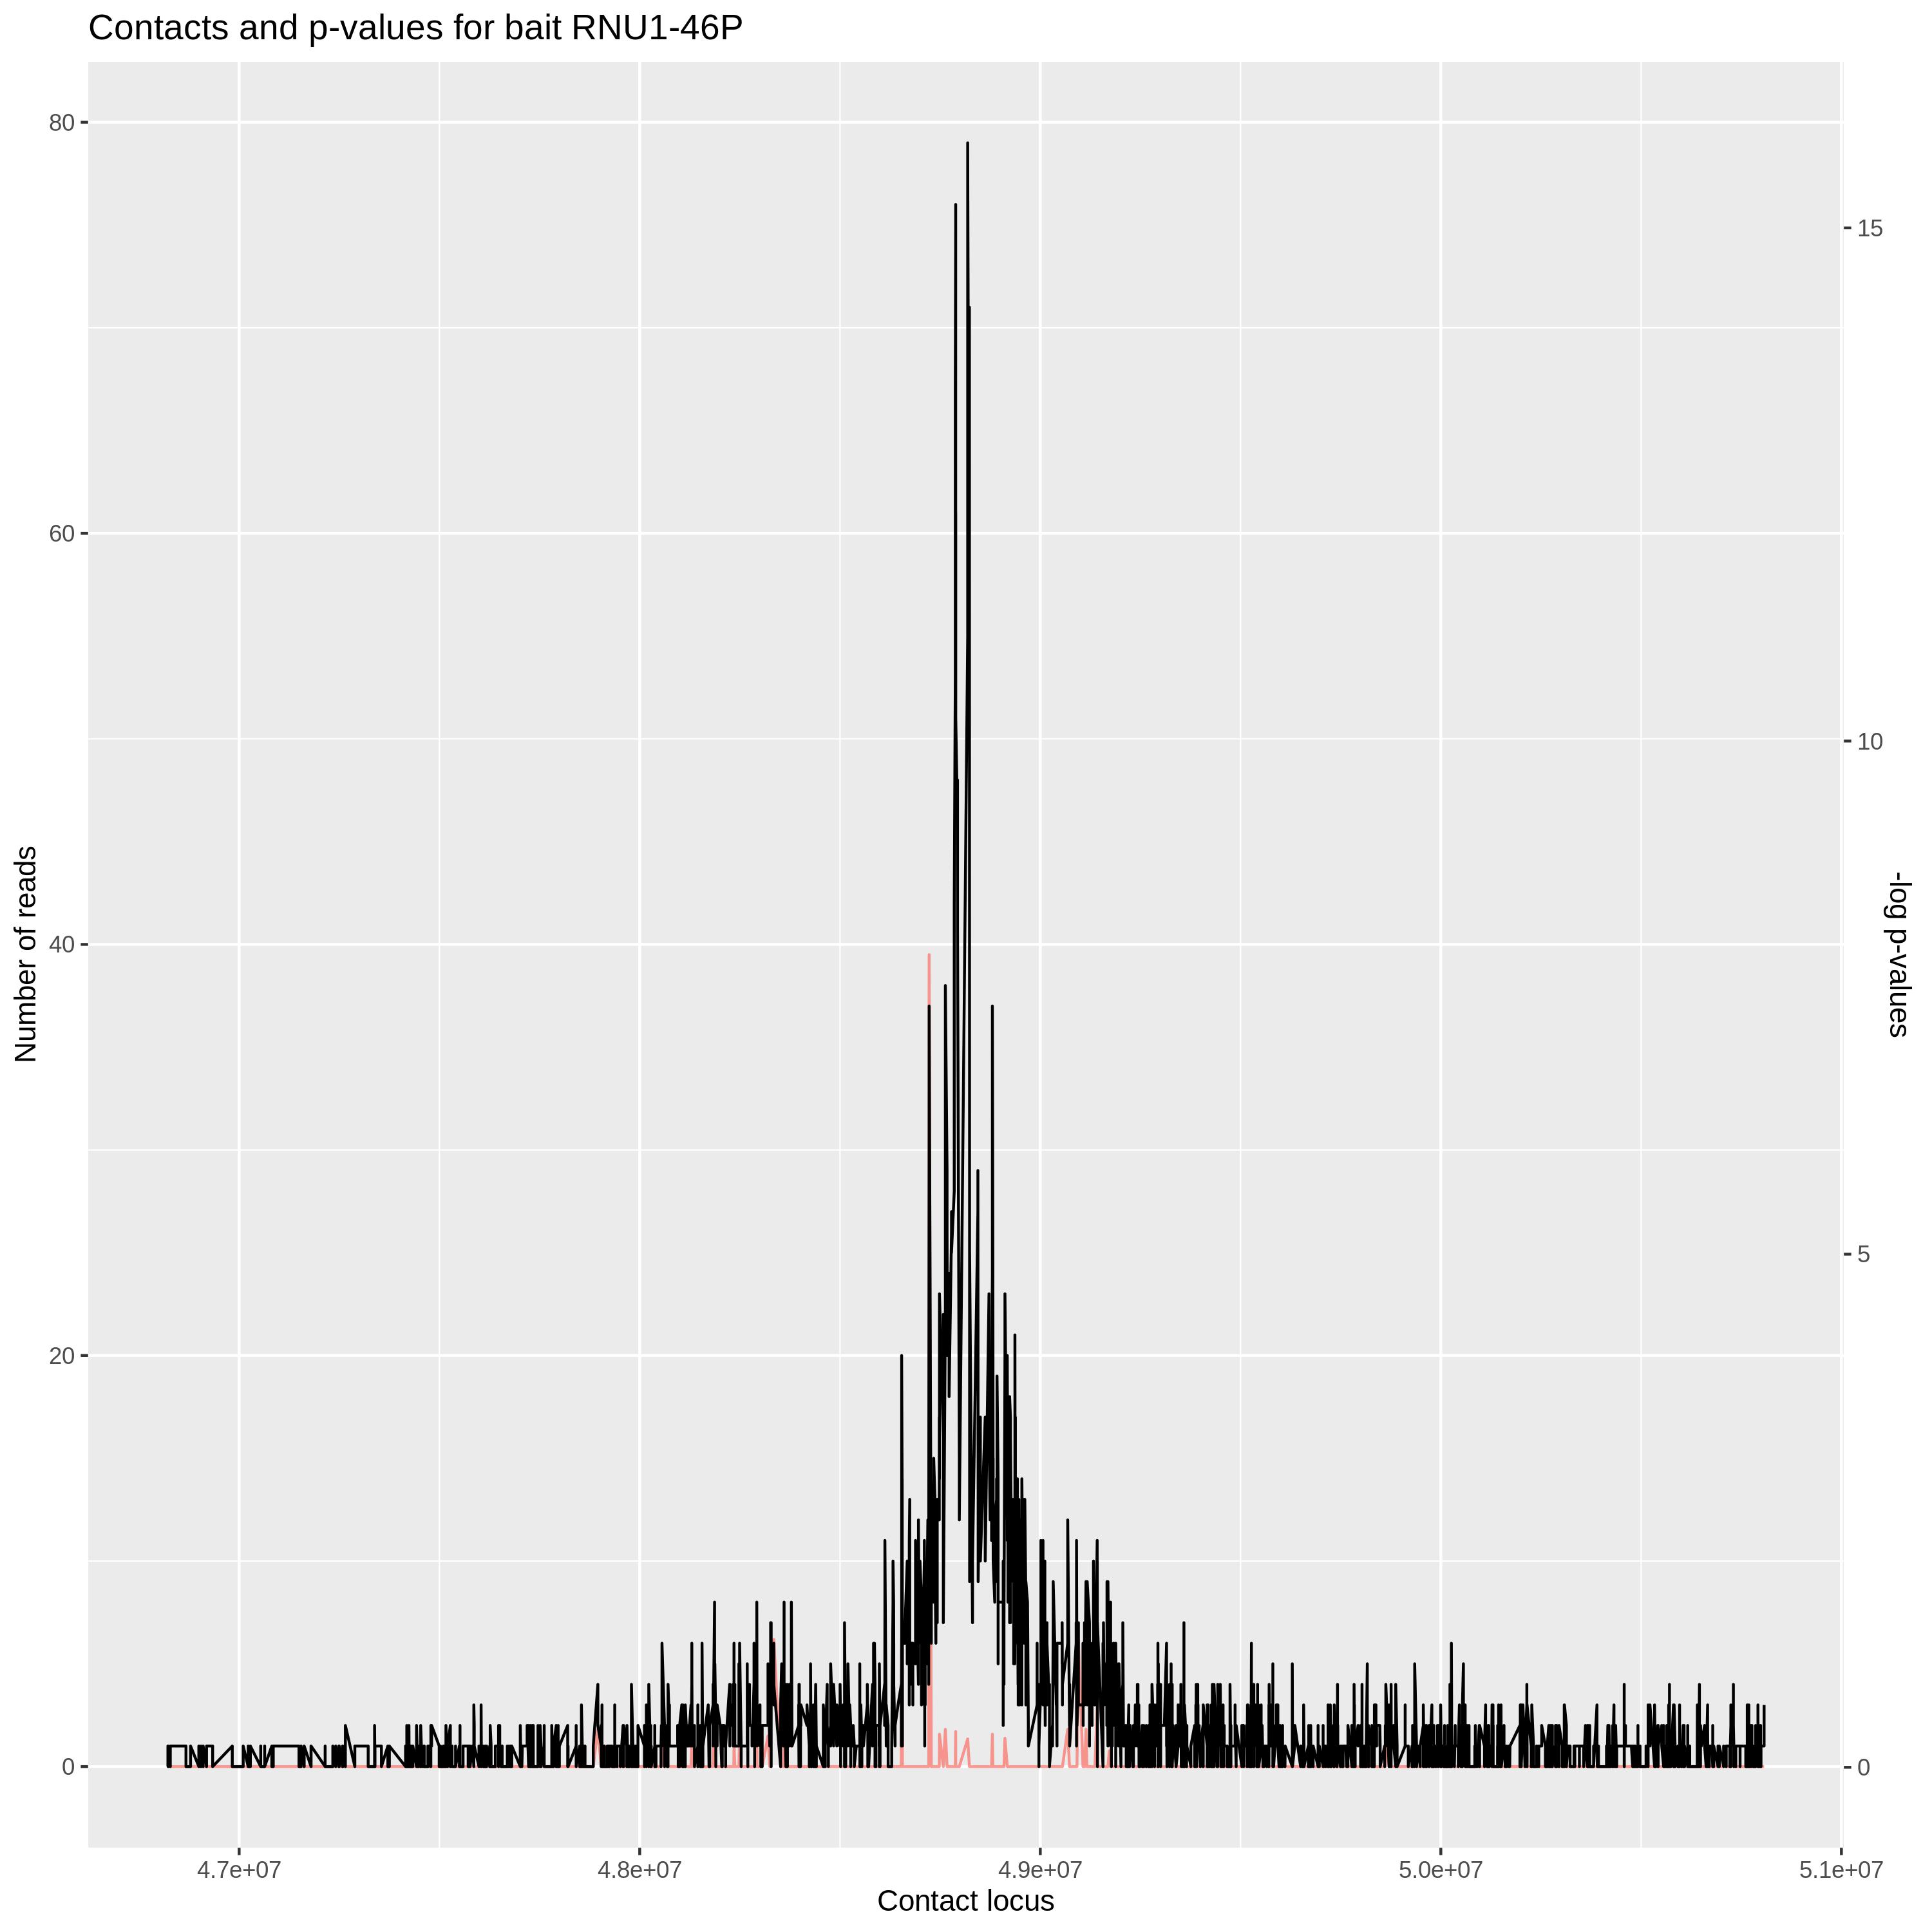 Contacts and p-values for bait RNU1-46P
80
60
40
20
0
Number of reads
15
10
5
0
-log p-values
4.7e+07 4.8e+07 4.9e+07 5.0e+07 5.1e+07
Contact locus